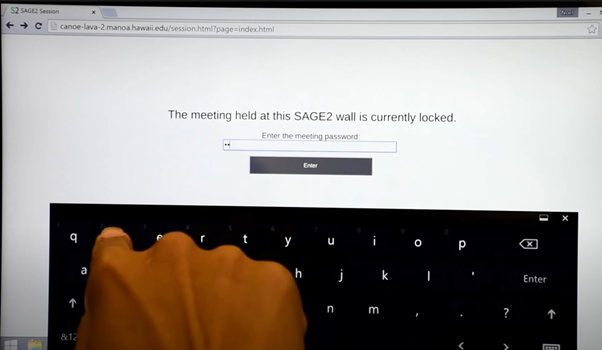 S2 SAGE2 Session
canoe-lava-2.manoa.hawaii.edu/session.html?page=index.html
The meeting held at this SAGE2 wall is currently locked.
Enter the meeting password:
••
Enter
q e r t y u i o p
a h j k l ' Enter
n m , . ?
&12 < >